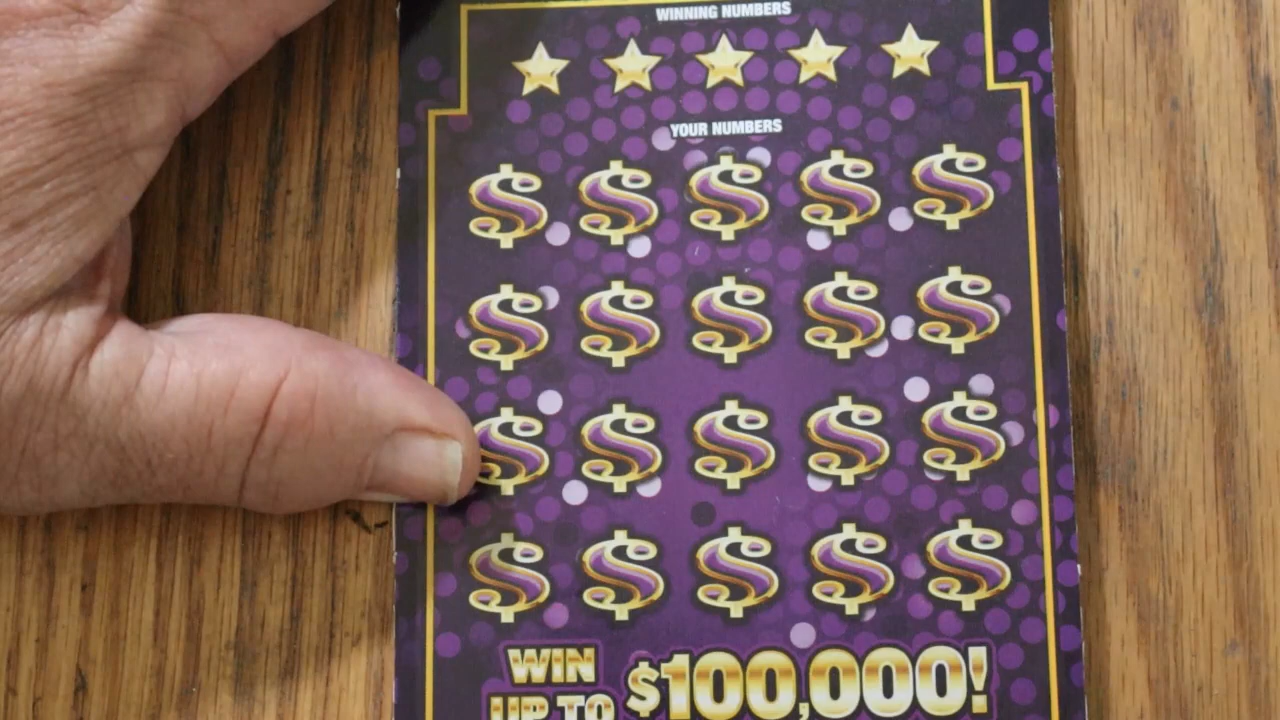 WINNING NUMBERS
YOUR NUMBERS
$ $ $ $ $
$ $ $ $ $
$ $ $ $ $
$ $ $ $ $
WIN
UP TO
$100,000!